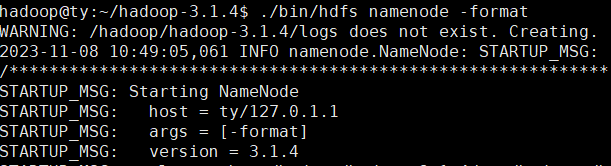 hadoop@ty:~/hadoop-3.1.4$ ./bin/hdfs namenode -format
WARNING: /hadoop/hadoop-3.1.4/logs does not exist. Creating.
2023-11-08 10:49:05,061 INFO namenode.NameNode: STARTUP_MSG:
/************************************************************
STARTUP_MSG: Starting NameNode
STARTUP_MSG:   host = ty/127.0.1.1
STARTUP_MSG:   args = [-format]
STARTUP_MSG:   version = 3.1.4